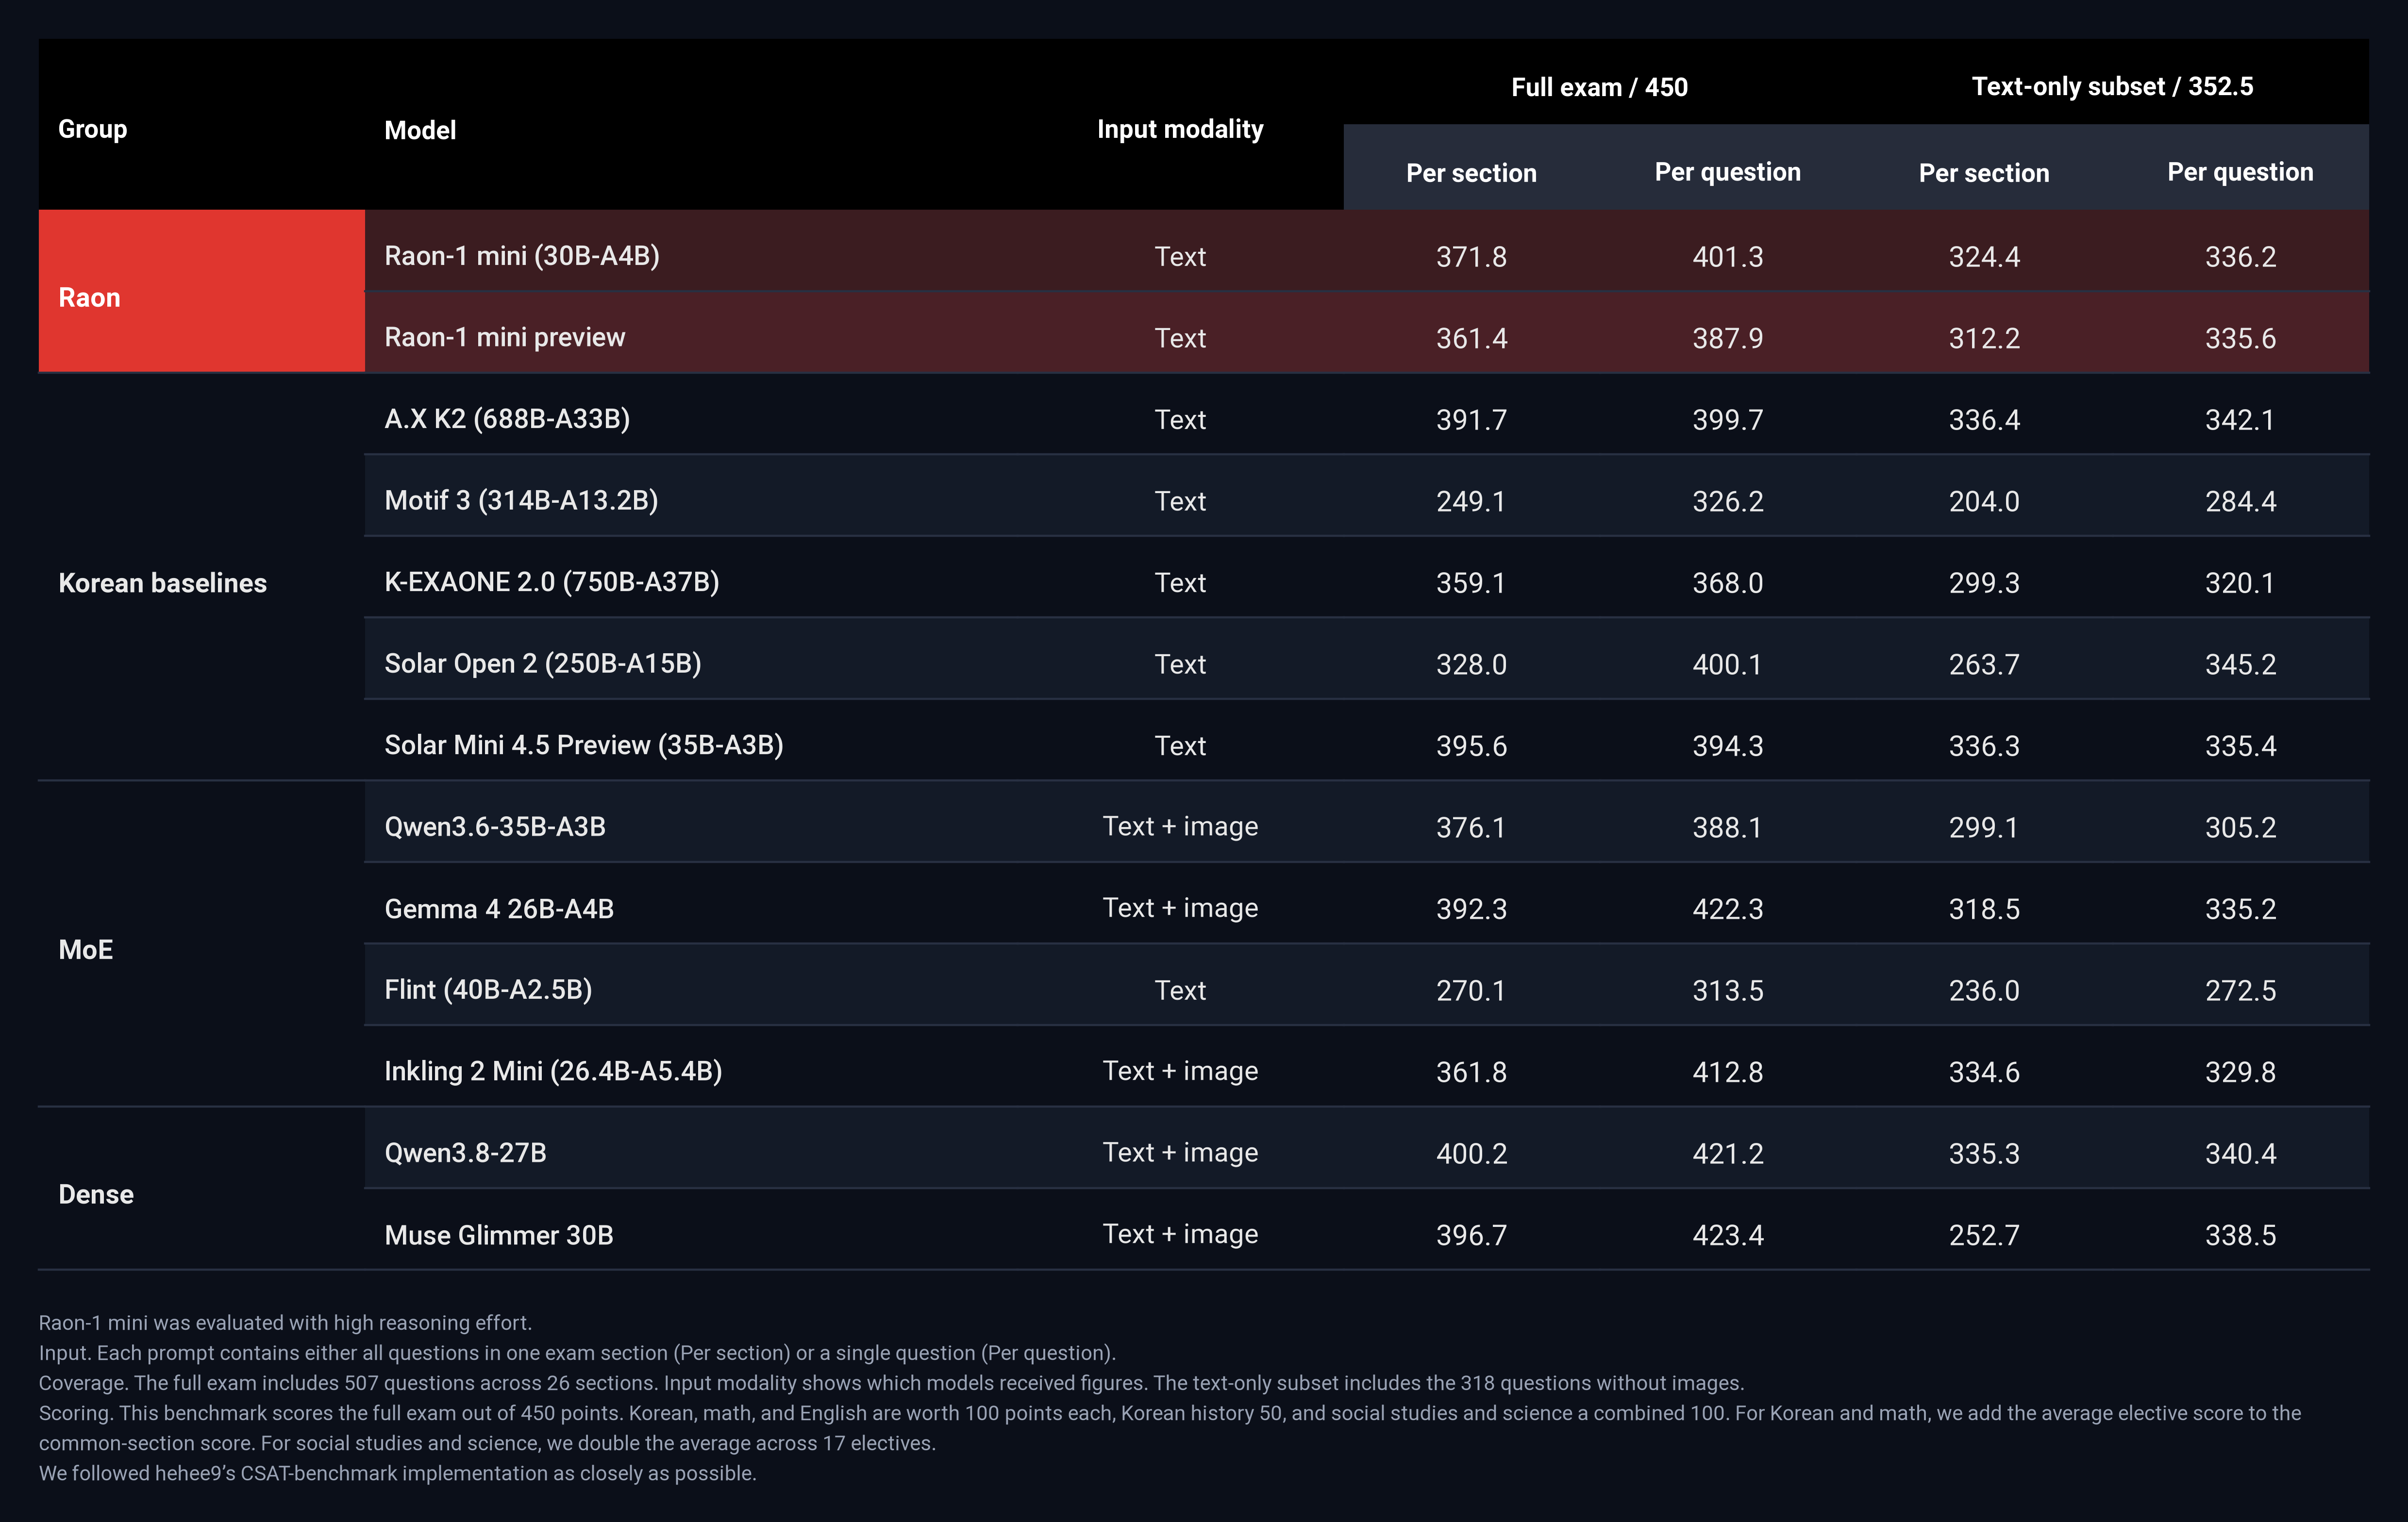 Full exam / 450 Text-only subset / 352.5
Group Model Input modality
Per section Per question Per section Per question
Raon
Raon-1 mini (30B-A4B) Text 371.8 401.3 324.4 336.2
Raon-1 mini preview Text 361.4 387.9 312.2 335.6
Korean baselines
A.X K2 (688B-A33B) Text 391.7 399.7 336.4 342.1
Motif 3 (314B-A13.2B) Text 249.1 326.2 204.0 284.4
K-EXAONE 2.0 (750B-A37B) Text 359.1 368.0 299.3 320.1
Solar Open 2 (250B-A15B) Text 328.0 400.1 263.7 345.2
Solar Mini 4.5 Preview (35B-A3B) Text 395.6 394.3 336.3 335.4
MoE
Qwen3.6-35B-A3B Text + image 376.1 388.1 299.1 305.2
Gemma 4 26B-A4B Text + image 392.3 422.3 318.5 335.2
Flint (40B-A2.5B) Text 270.1 313.5 236.0 272.5
Inkling 2 Mini (26.4B-A5.4B) Text + image 361.8 412.8 334.6 329.8
Dense
Qwen3.8-27B Text + image 400.2 421.2 335.3 340.4
Muse Glimmer 30B Text + image 396.7 423.4 252.7 338.5
Raon-1 mini was evaluated with high reasoning effort.
Input. Each prompt contains either all questions in one exam section (Per section) or a single question (Per question).
Coverage. The full exam includes 507 questions across 26 sections. Input modality shows which models received figures. The text-only subset includes the 318 questions without images.
Scoring. This benchmark scores the full exam out of 450 points. Korean, math, and English are worth 100 points each, Korean history 50, and social studies and science a combined 100. For Korean and math, we add the average elective score to the
common-section score. For social studies and science, we double the average across 17 electives.
We followed hehee9’s CSAT-benchmark implementation as closely as possible.